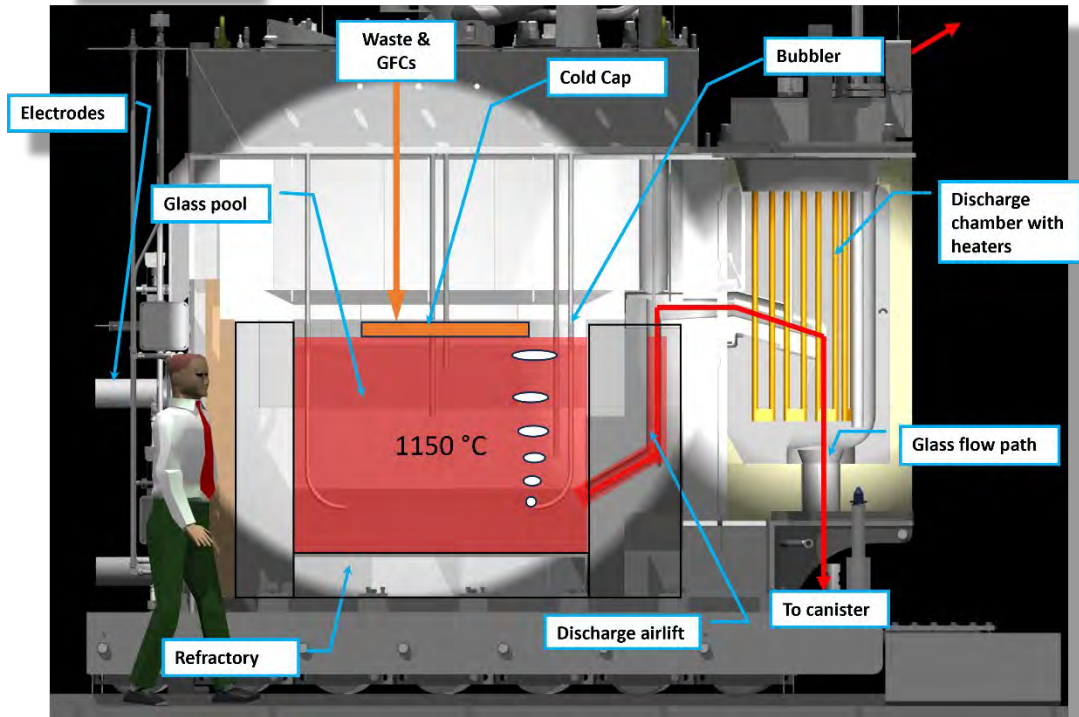 Waste &
GFCs
Cold Cap
Bubbler
Electrodes
Glass pool
Discharge
chamber with
heaters
1150 °C
Glass flow path
To canister
Discharge airlift
Refractory